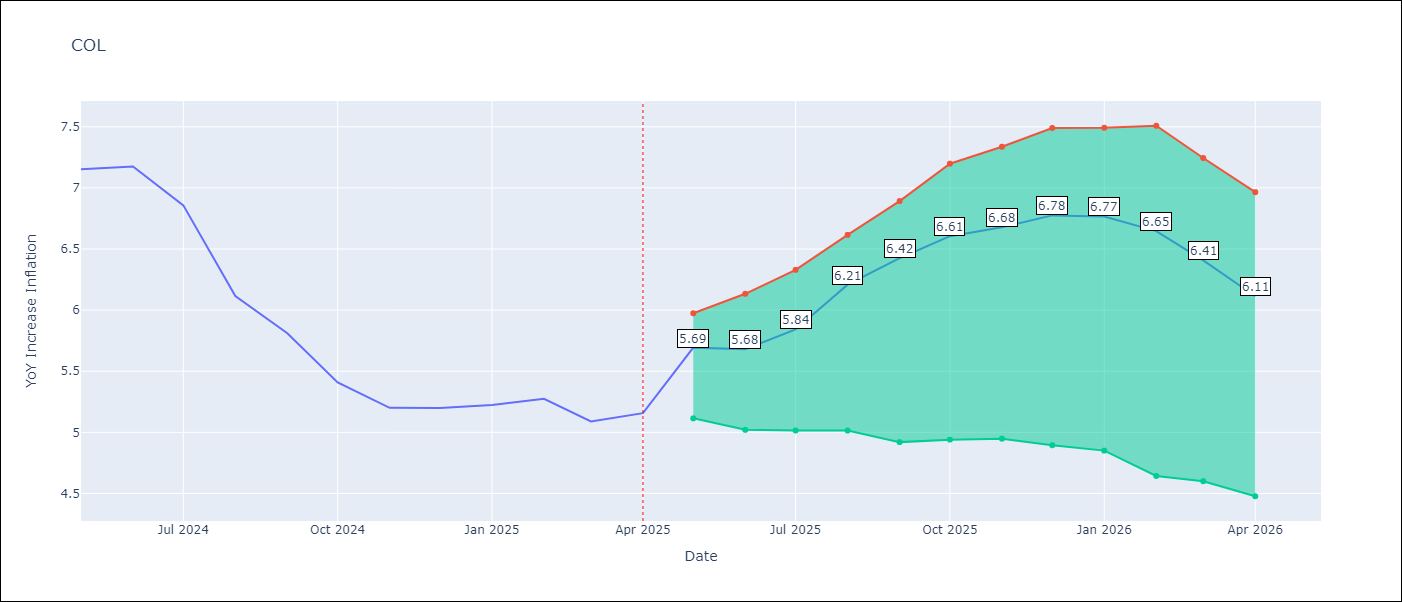 COL
YoY Increase Inflation
7.5
7
6.5
6
5.5
5
4.5
5.69
5.68
5.84
6.21
6.42
6.61
6.68
6.78
6.77
6.65
6.41
6.11
Jul 2024
Oct 2024
Jan 2025
Apr 2025
Jul 2025
Oct 2025
Jan 2026
Apr 2026
Date